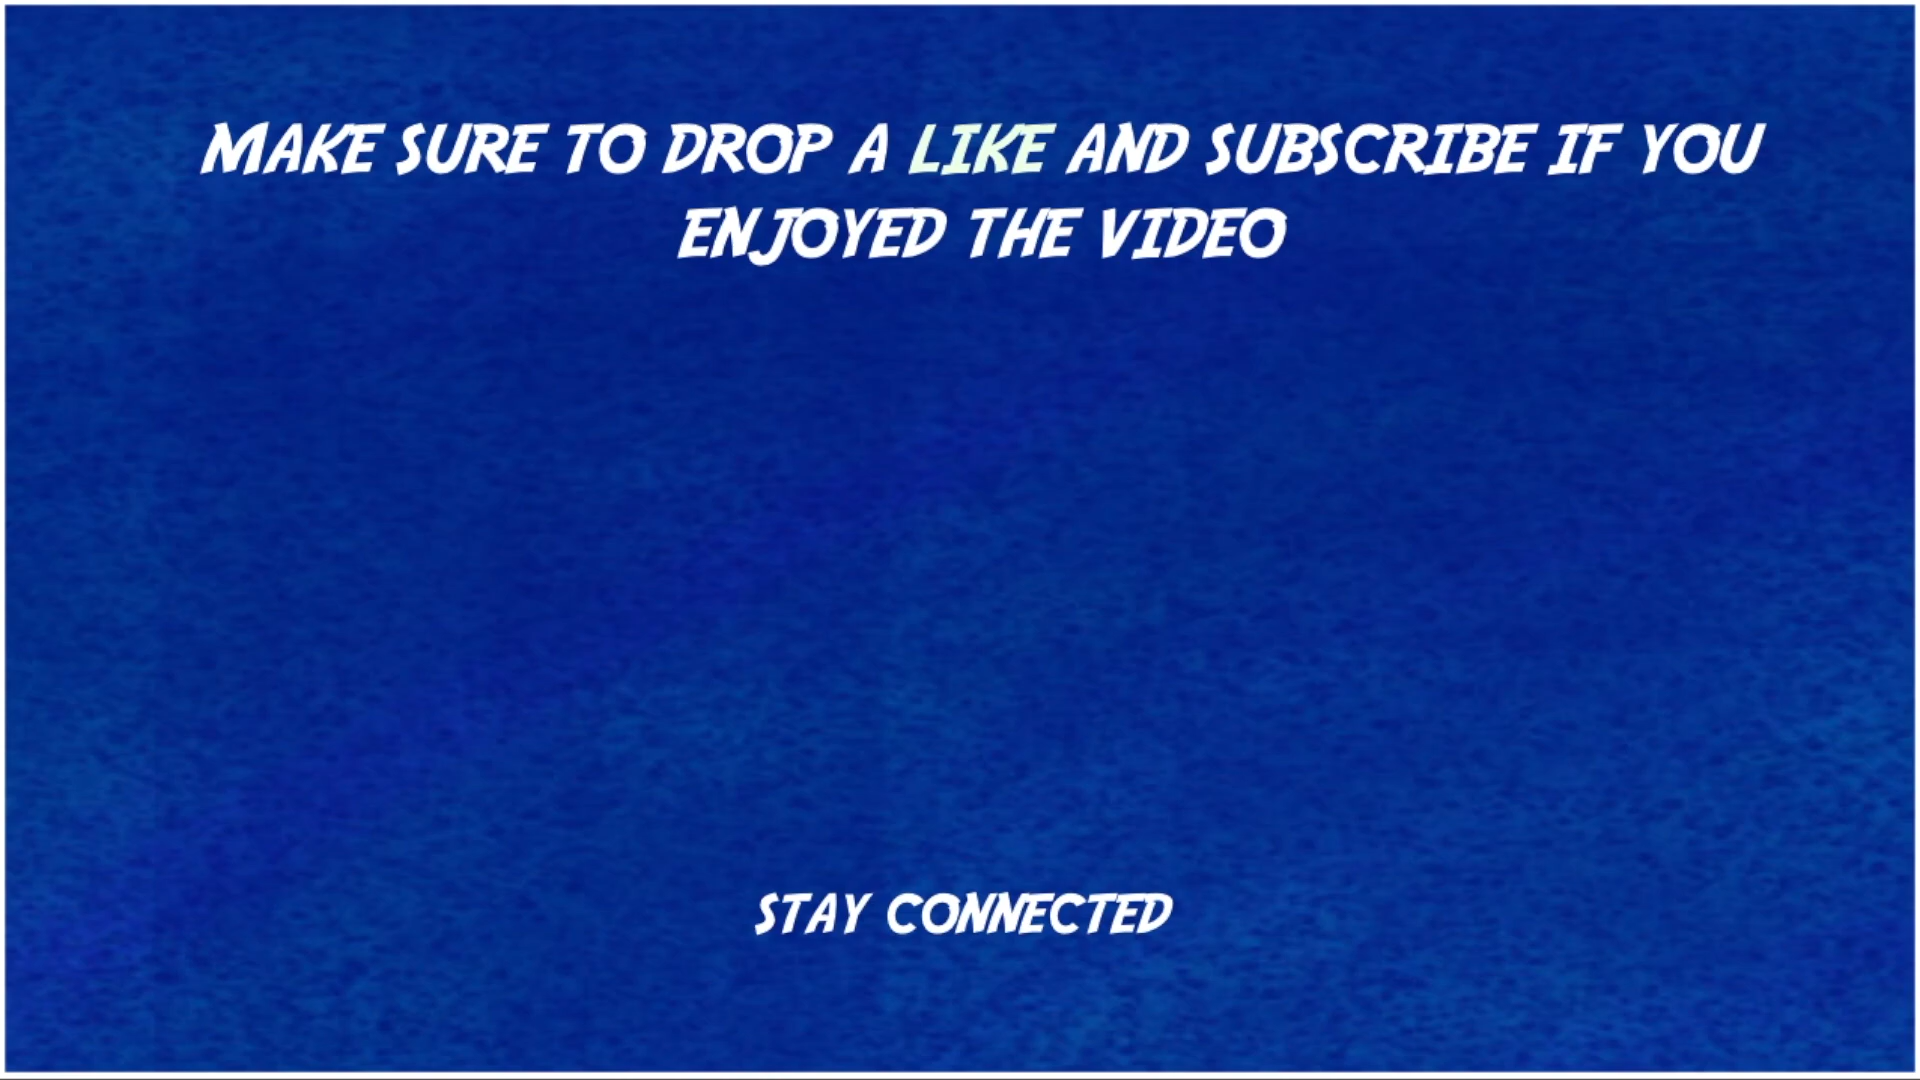 MAKE SURE TO DROP A LIKE AND SUBSCRIBE IF YOU
ENJOYED THE VIDEO
STAY CONNECTED